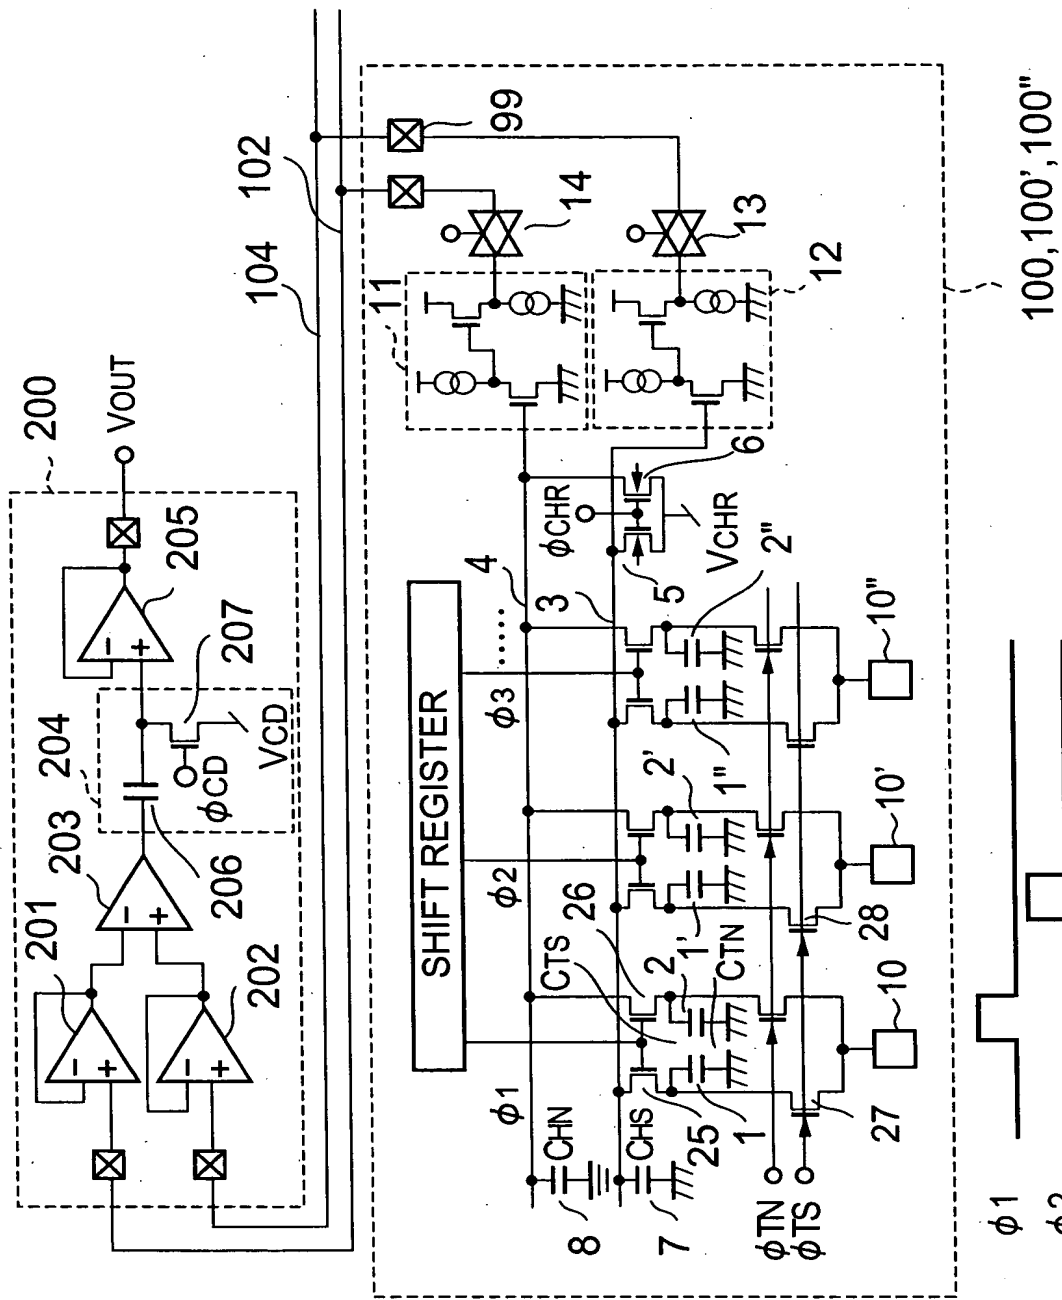 200
VOUT
205
207
204
VCD
φCD
203
206
201
202
104
102
99
14
13
11
12
100,100',100"
SHIFT REGISTER
4
3
φCHR
6
5
VCHR
φ3
φ2
φ1
2"
1"
2'
1'
26
CTS
2
CTN
25
1
28
27
10"
10'
10
CHN
CHS
8
7
φTN
φTS
φ1
φ2